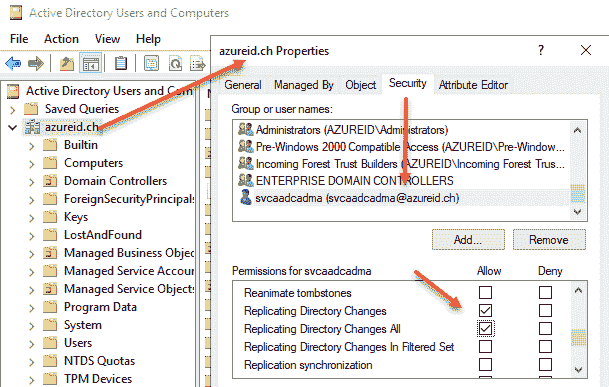 Active Directory Users and Computers
File Action View Help
azureid.ch Properties
? ×
Active Directory Users and Com
Saved Queries
azureid.ch
Builtin
Computers
Domain Controllers
ForeignSecurityPrincipals
Keys
LostAndFound
Managed Business Obje
Managed Service Accou
Managed Service Objects
Program Data
System
Users
NTDS Quotas
TPM Devices
General Managed By Object Security Attribute Editor
Group or user names:
Administrators (AZUREID\Administrators)
Pre-Windows 2000 Compatible Access (AZUREID\Pre-Window...
Incoming Forest Trust Builders (AZUREID\Incoming Forest Trus...
ENTERPRISE DOMAIN CONTROLLERS
svcaadcadma (svcaadcadma@azureid.ch)
Add... Remove
Permissions for svcaadcadma Allow Deny
Reanimate tombstones
Replicating Directory Changes
Replicating Directory Changes All
Replicating Directory Changes In Filtered Set
Replication synchronization